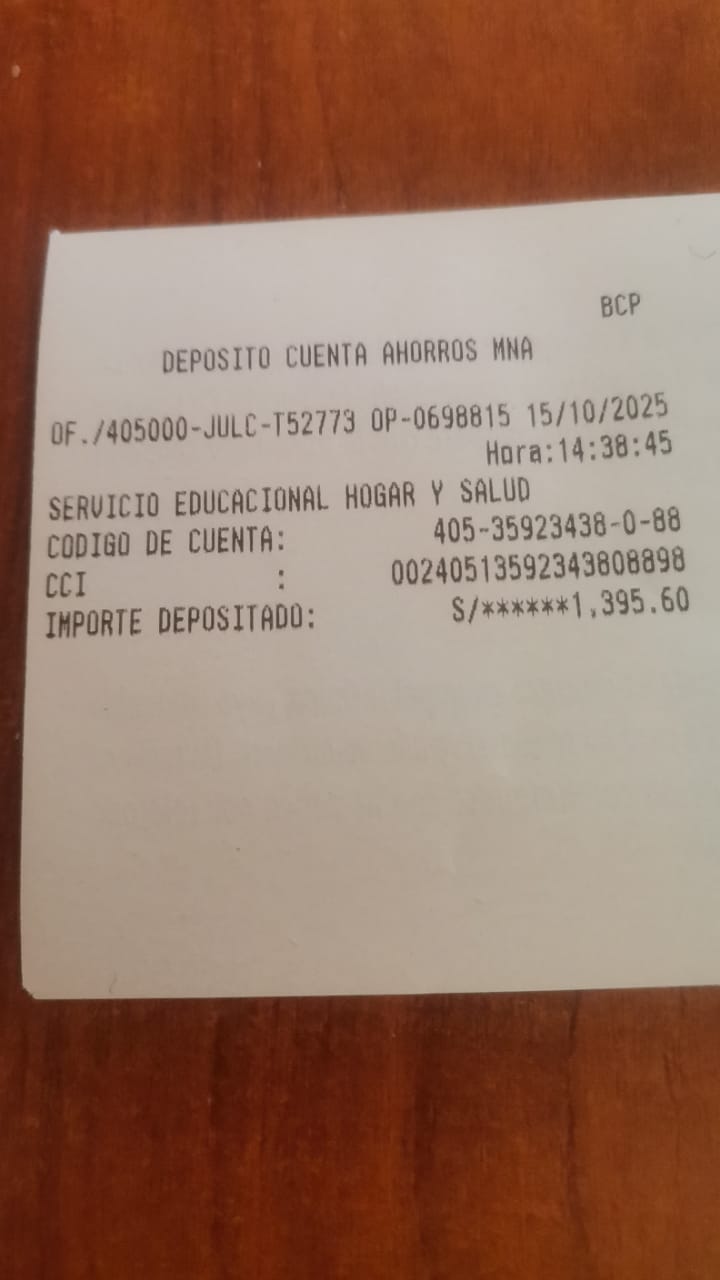 BCP
DEPOSITO CUENTA AHORROS MNA
OF./405000-JULC-T52773 OP-0698815 15/10/2025
Hora:14:38:45
SERVICIO EDUCACIONAL HOGAR Y SALUD
CODIGO DE CUENTA: 405-35923438-0-88
CCI : 00240513592343808898
IMPORTE DEPOSITADO: S/******1,395.60